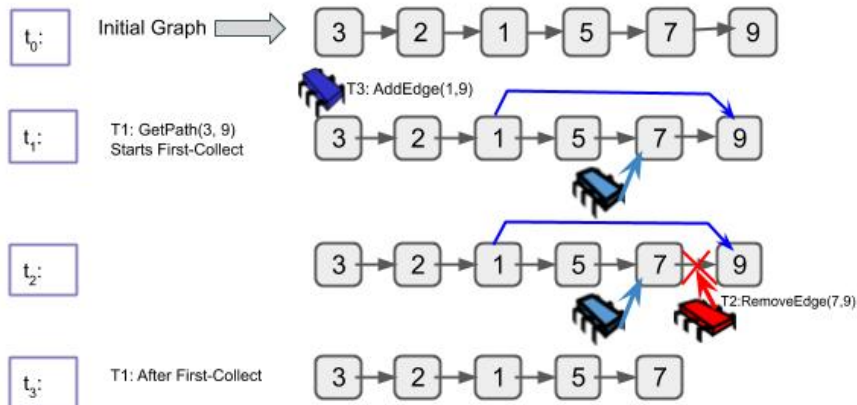 t0: Initial Graph 3 2 1 5 7 9
T3: AddEdge(1,9)
t1: T1: GetPath(3, 9)
Starts First-Collect
3 2 1 5 7 9
t2: 3 2 1 5 7 9
T2:RemoveEdge(7,9)
t3: T1: After First-Collect 3 2 1 5 7